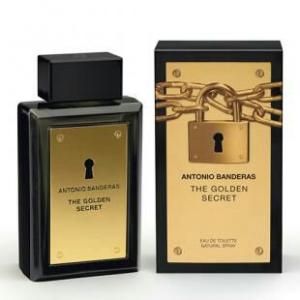 ANTONIO BANDERAS
THE GOLDEN
SECRET
ANTONIO BANDERAS
THE GOLDEN
SECRET
EAU DE TOILETTE
NATURAL SPRAY